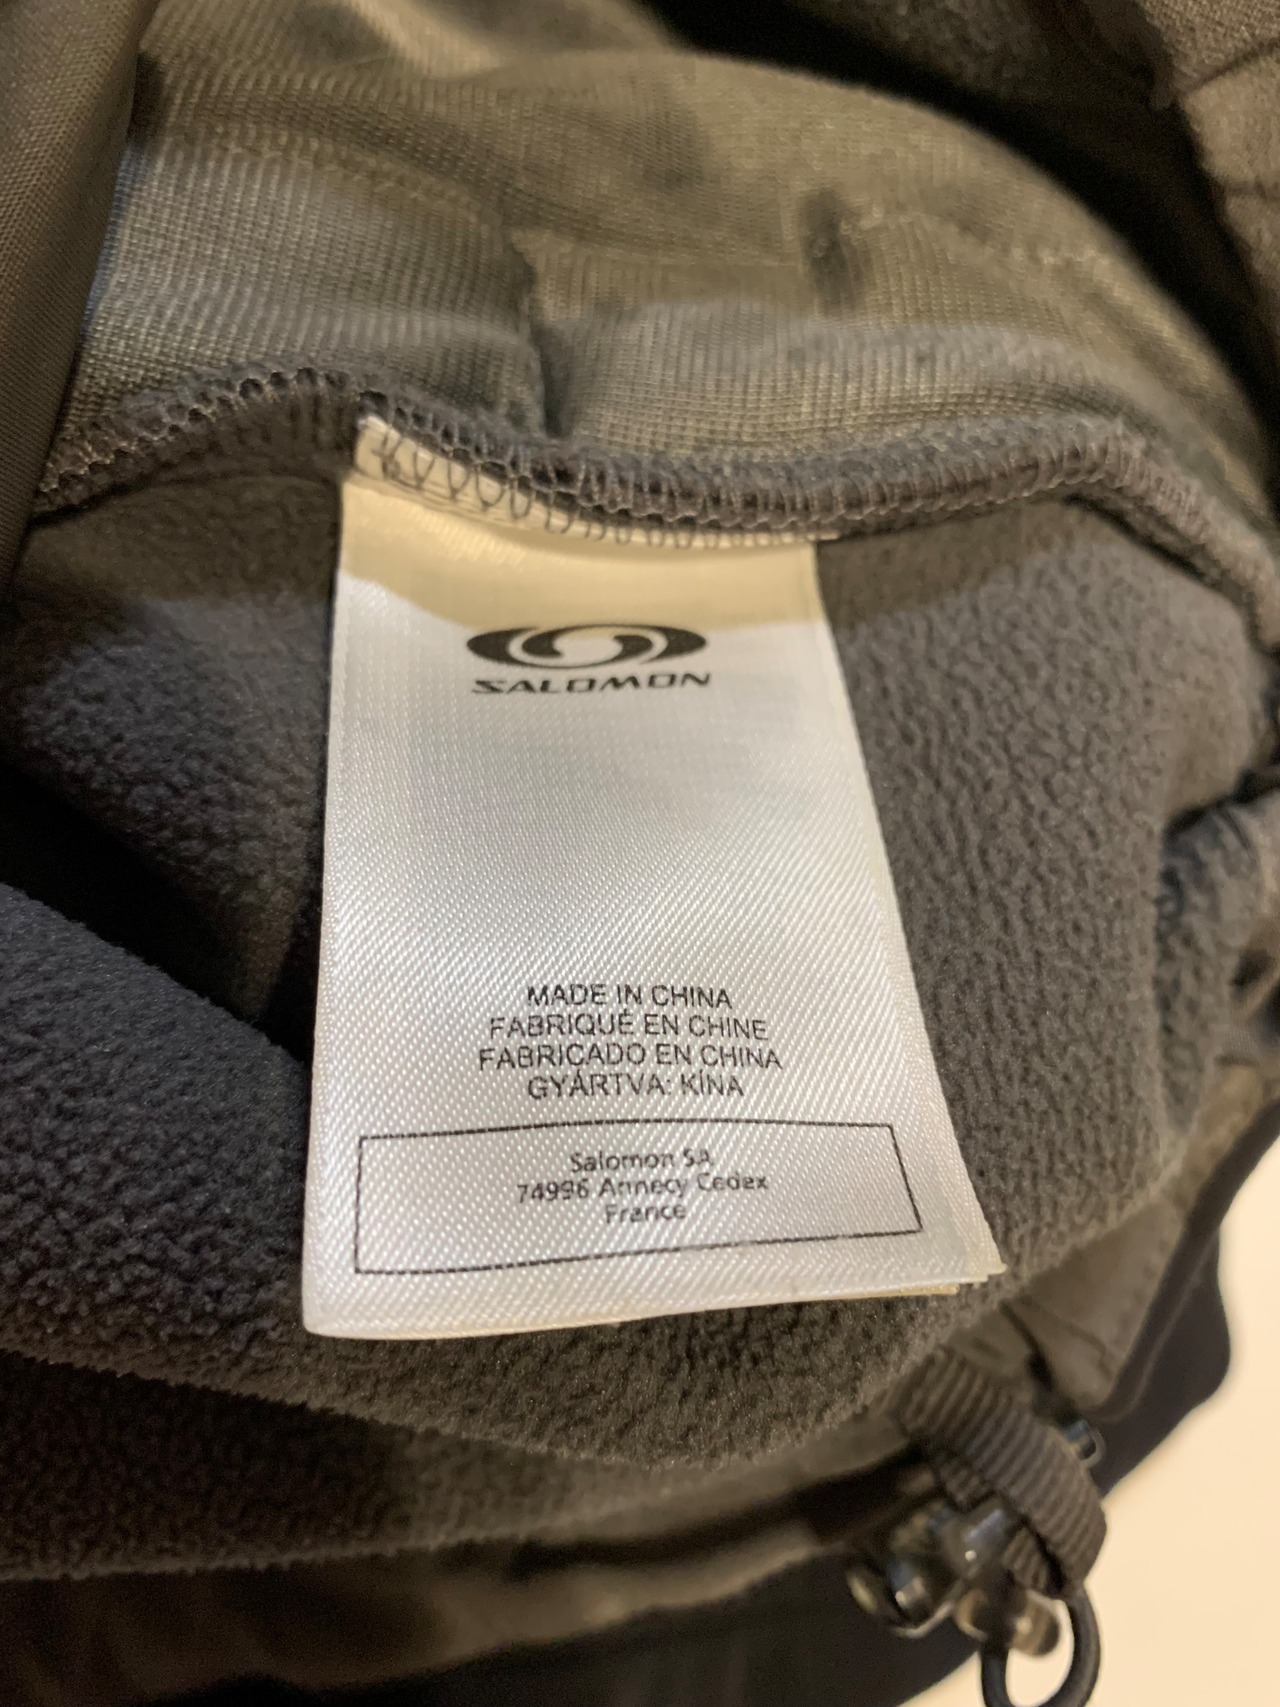 SALOMON
MADE IN CHINA
FABRIQUÉ EN CHINE
FABRICADO EN CHINA
GYÁRTVA: KÍNA
Salomon SA
74996 Annecy Cedex
France